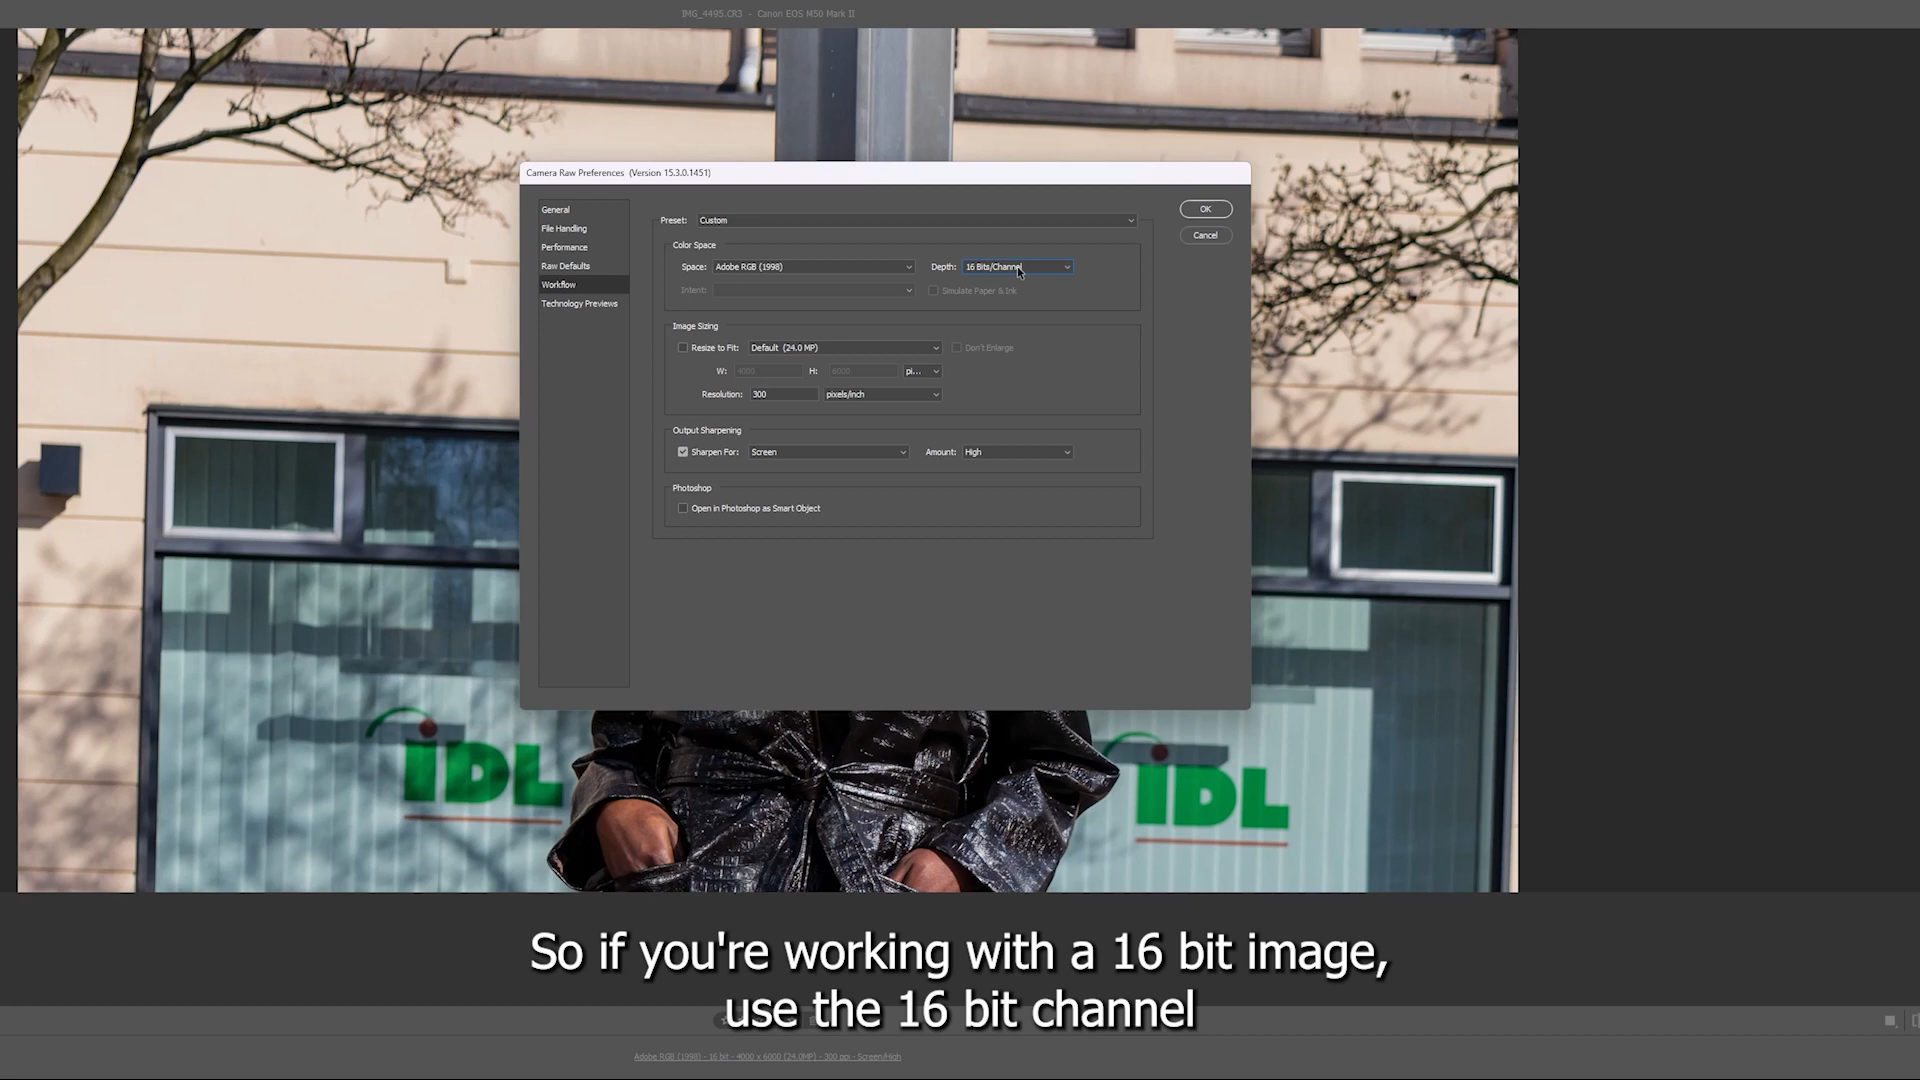 IMG_4495.CR3 - Canon EOS M50 Mark II
Camera Raw Preferences (Version 15.3.0.1451)
General
File Handling
Performance
Raw Defaults
Workflow
Technology Previews
Preset: Custom
OK
Cancel
Color Space
Space: Adobe RGB (1998) Depth: 16 Bits/Channel
Intent: Simulate Paper & Ink
Image Sizing
Resize to Fit: Default (24.0 MP) Don't Enlarge
W: 4000 H: 6000 pi...
Resolution: 300 pixels/inch
Output Sharpening
Sharpen For: Screen Amount: High
Photoshop
Open in Photoshop as Smart Object
IDL
IDL
So if you're working with a 16 bit image,
use the 16 bit channel
Adobe RGB (1998) - 16 bit - 4000 x 6000 (24.0MP) - 300 ppi - Screen/High